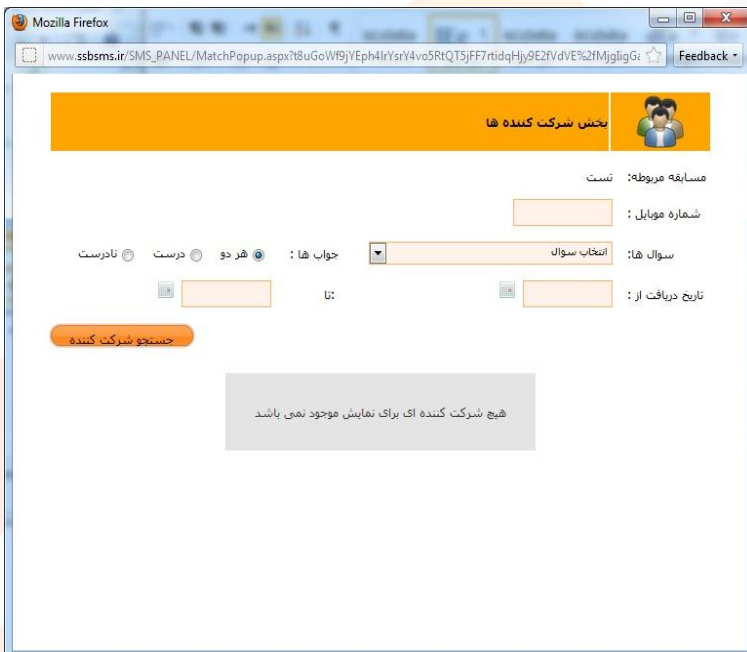 Mozilla Firefox
www.ssbsms.ir/SMS_PANEL/MatchPopup.aspx?t8uGoWf9jYEph4IrYsrY4vo5RtQT5jFF7rtidqHjy9E2fVdVE%2fMjgIigGa
Feedback
بخش شرکت کننده ها
مسابقه مربوطه: تست
شماره موبایل :
سوال ها: انتخاب سوال جواب ها : هر دو درست نادرست
تاریخ دریافت از : تا:
جستجو شرکت کننده
هیچ شرکت کننده ای برای نمایش موجود نمی باشد